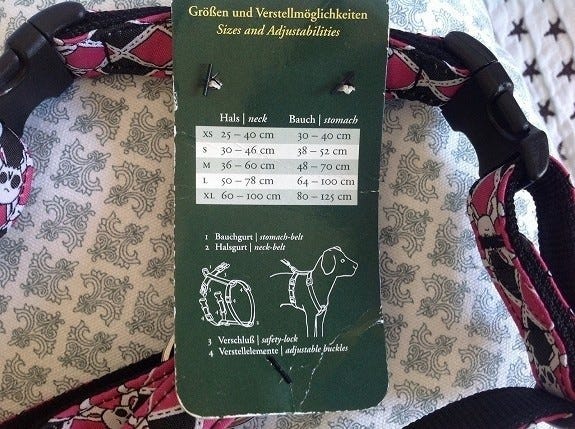 Größen und Verstellmöglichkeiten
Sizes and Adjustabilities
Hals | neck Bauch | stomach
XS 25 – 40 cm 30 – 40 cm
S 30 – 46 cm 38 – 52 cm
M 36 – 60 cm 48 – 70 cm
L 50 – 78 cm 64 – 100 cm
XL 60 – 100 cm 80 – 125 cm
1 Bauchgurt | stomach-belt
2 Halsgurt | neck-belt
3 Verschluß | safety-lock
4 Verstellelemente | adjustable buckles